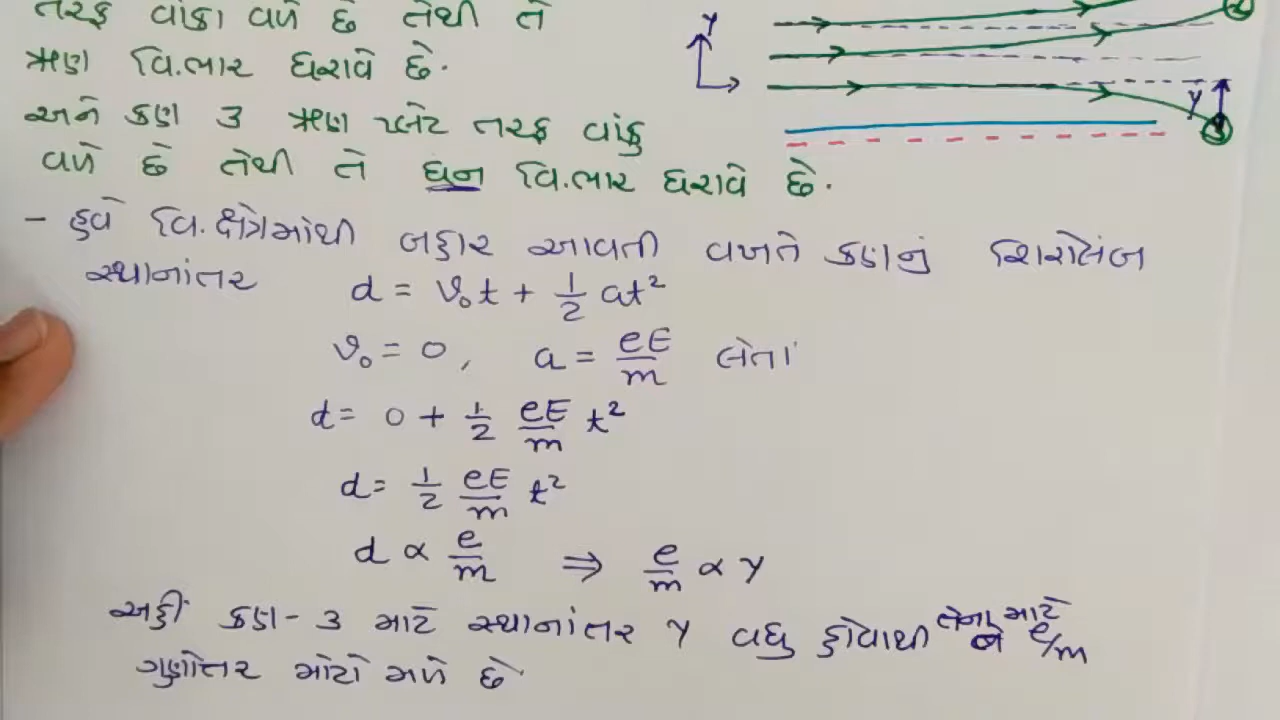 તરફ વાંકા વળે છે તેથી તે
ઋણ વિ.ભાર ધરાવે છે.
અને કણ 3 ઋણ પ્લેટ તરફ વાંકુ
વળે છે તેથી તે ધન વિ.ભાર ધરાવે છે.
Y
Y
- હવે વિ.ક્ષેત્રમાંથી બહાર આવતી વખતે કણનું શિરોલંબ
સ્થાનાંતર d = v₀t + 1/2 at²
v₀ = 0, a = eE/m લેતાં
d = 0 + 1/2 eE/m t²
d = 1/2 eE/m t²
d ∝ e/m ⇒ e/m ∝ Y
અહીં કણ-3 માટે સ્થાનાંતર Y વધુ હોવાથી તેના માટે e/m
ગુણોત્તર મોટો મળે છે